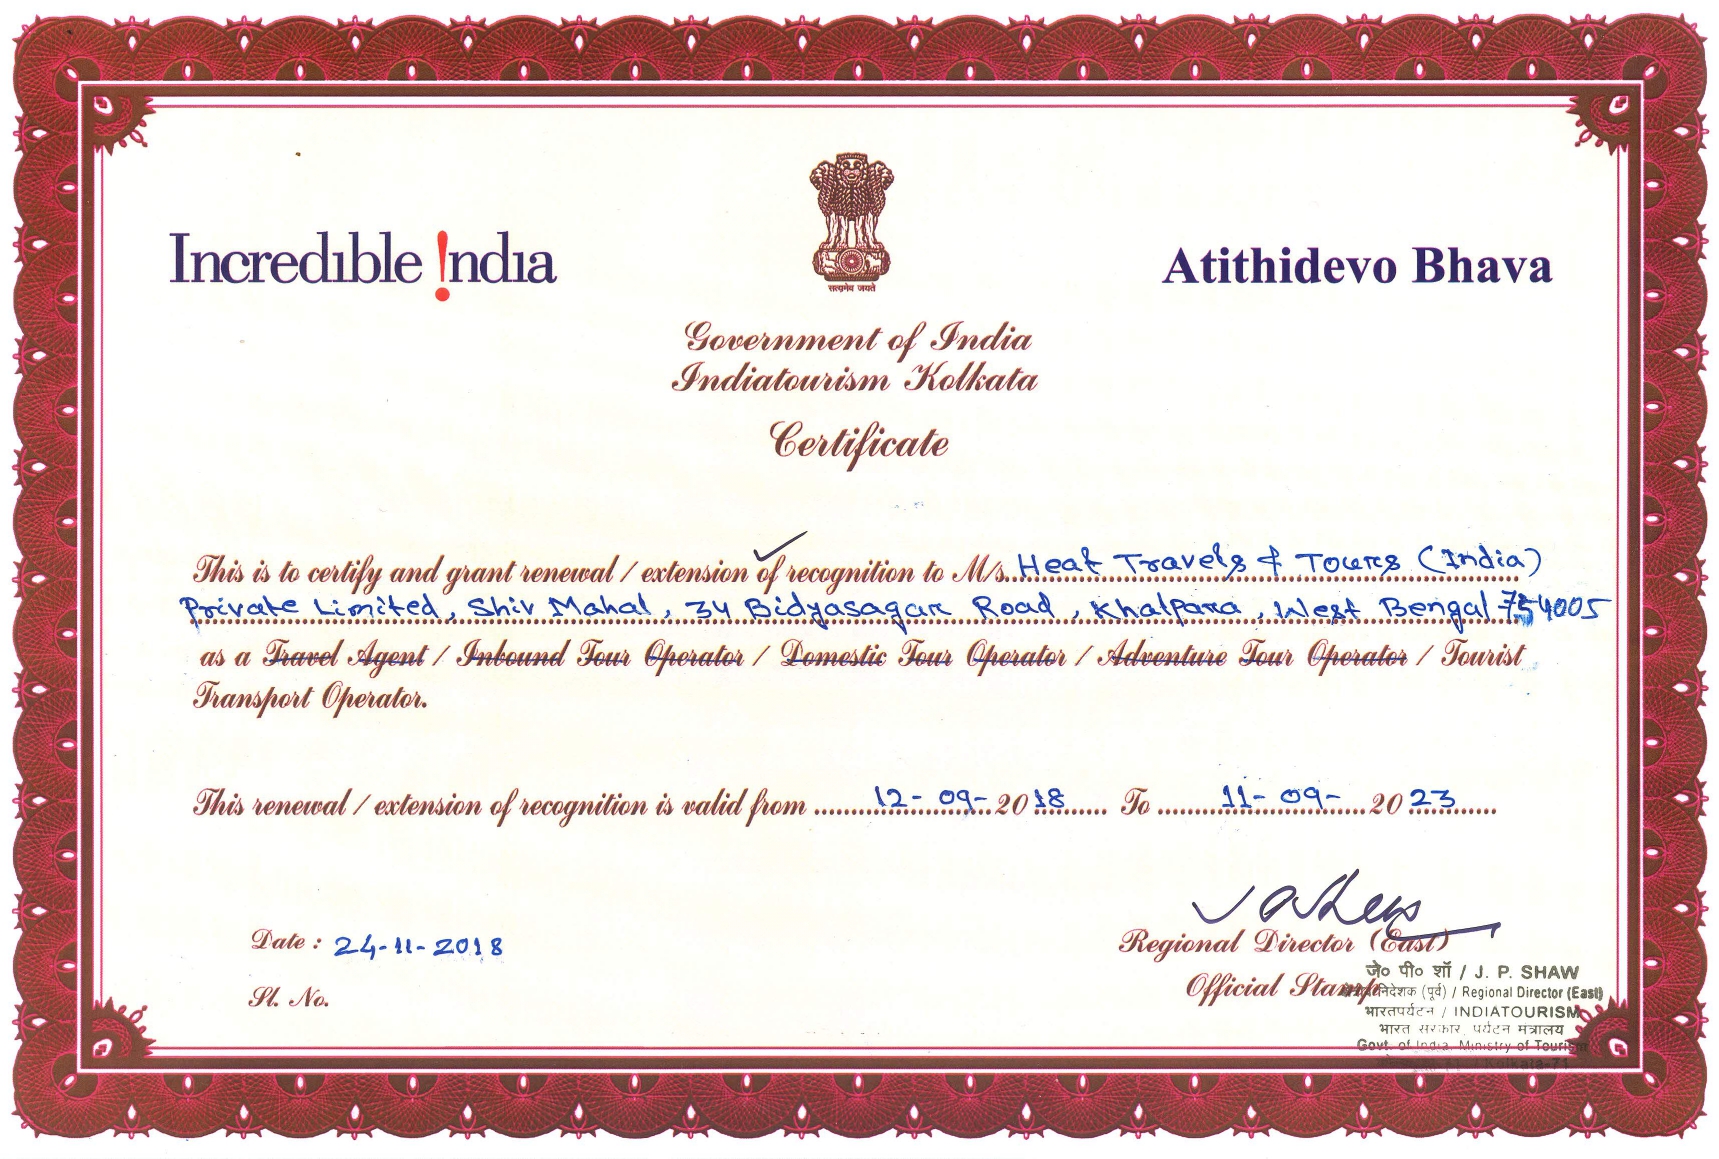 सत्यमेव जयते
Incredible !ndia
Atithidevo Bhava
Government of India
Indiatourism Kolkata
Certificate
This is to certify and grant renewal / extension of recognition to M/s. Heat Travels & Tours (India)
Private Limited, Shiv Mahal, 34 Bidyasagar Road, Khalpara, West Bengal 754005
as a Travel Agent / Inbound Tour Operator / Domestic Tour Operator / Adventure Tour Operator / Tourist
Transport Operator.
This renewal / extension of recognition is valid from 12-09-2018 To 11-09-2023
Date : 24-11-2018
Regional Director (East)
Sl. No.
Official Stamp
जे० पी० शॉ / J. P. SHAW
निदेशक (पूर्व) / Regional Director (East)
भारतपर्यटन / INDIATOURISM
भारत सरकार, पर्यटन मंत्रालय
Govt. of India, Ministry of Tourism
Kolkata-71